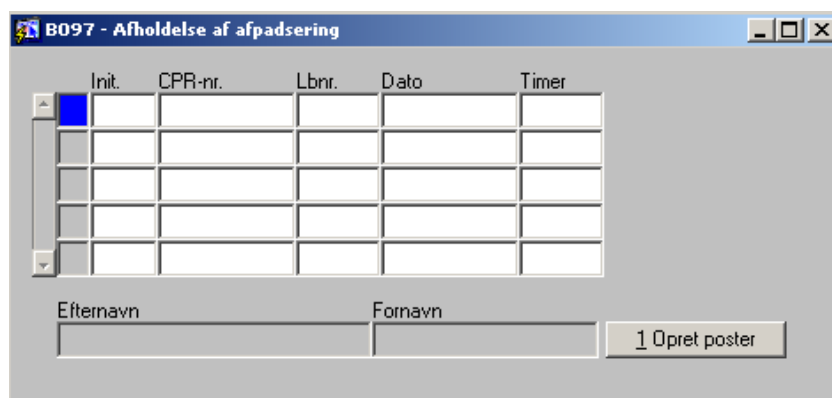 B097 - Afholdelse af afpadsering
Init. CPR-nr. Lbnr. Dato Timer
Efternavn Fornavn
1 Opret poster